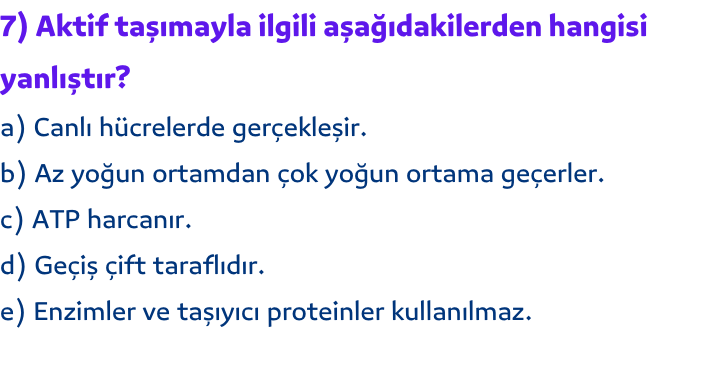 7) Aktif taşımayla ilgili aşağıdakilerden hangisi
yanlıştır?
a) Canlı hücrelerde gerçekleşir.
b) Az yoğun ortamdan çok yoğun ortama geçerler.
c) ATP harcanır.
d) Geçiş çift taraflıdır.
e) Enzimler ve taşıyıcı proteinler kullanılmaz.